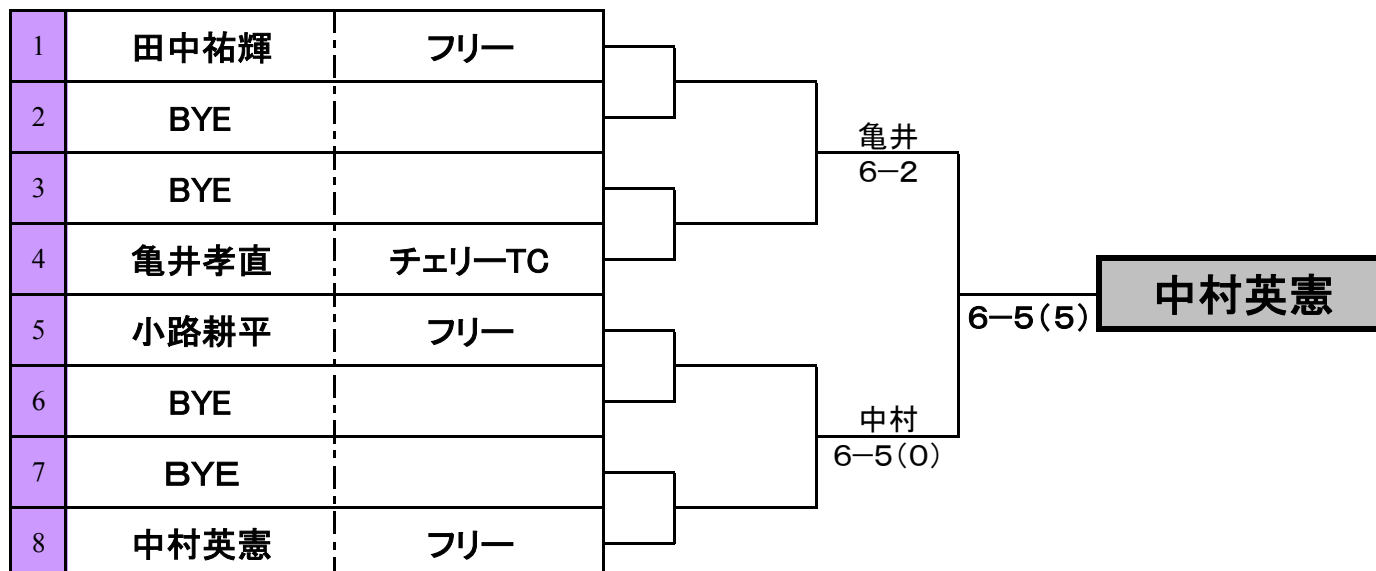 1 田中祐輝 フリー
2 BYE
3 BYE
4 亀井孝直 チェリーTC
5 小路耕平 フリー
6 BYE
7 BYE
8 中村英憲 フリー
亀井
6-2
中村
6-5(0)
6-5(5)
中村英憲